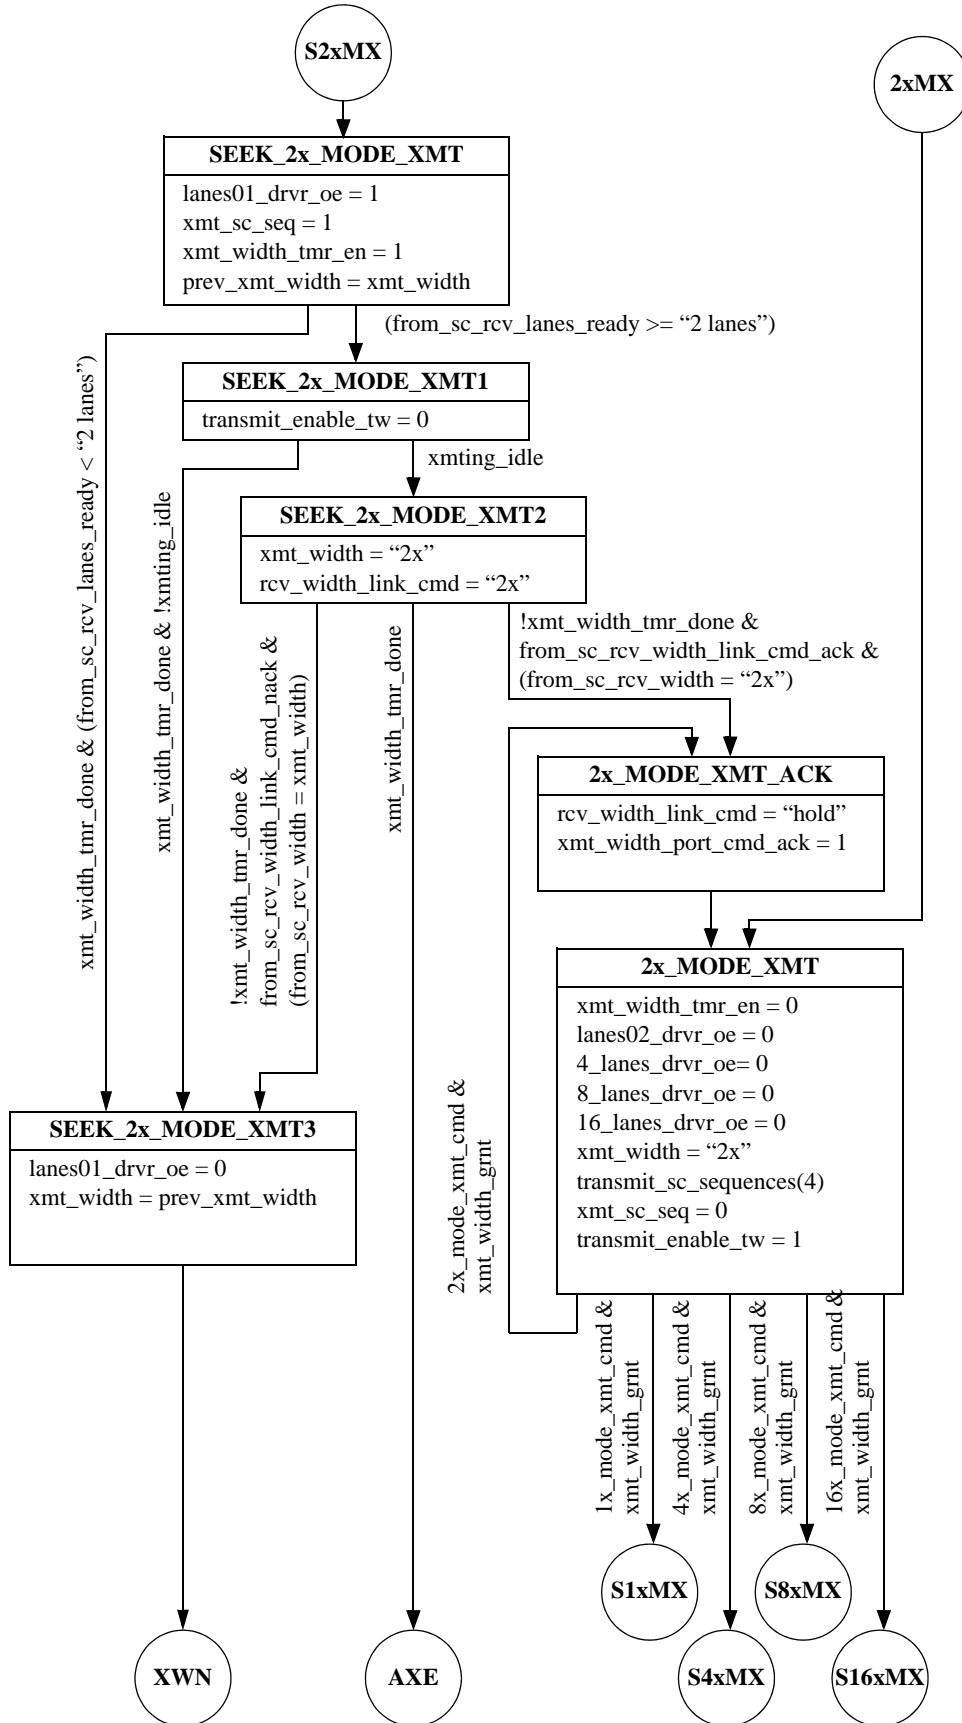 S2xMX
2xMX
SEEK_2x_MODE_XMT
lanes01_drvr_oe = 1
xmt_sc_seq = 1
xmt_width_tmr_en = 1
prev_xmt_width = xmt_width
(from_sc_rcv_lanes_ready >= “2 lanes”)
xmt_width_tmr_done & (from_sc_rcv_lanes_ready < “2 lanes”)
SEEK_2x_MODE_XMT1
transmit_enable_tw = 0
xmting_idle
xmt_width_tmr_done & !xmting_idle
SEEK_2x_MODE_XMT2
xmt_width = “2x”
rcv_width_link_cmd = “2x”
!xmt_width_tmr_done &
from_sc_rcv_width_link_cmd_nack &
(from_sc_rcv_width = xmt_width)
xmt_width_tmr_done
!xmt_width_tmr_done &
from_sc_rcv_width_link_cmd_ack &
(from_sc_rcv_width = “2x”)
2x_MODE_XMT_ACK
rcv_width_link_cmd = “hold”
xmt_width_port_cmd_ack = 1
2x_MODE_XMT
xmt_width_tmr_en = 0
lanes02_drvr_oe = 0
4_lanes_drvr_oe= 0
8_lanes_drvr_oe = 0
16_lanes_drvr_oe = 0
xmt_width = “2x”
transmit_sc_sequences(4)
xmt_sc_seq = 0
transmit_enable_tw = 1
SEEK_2x_MODE_XMT3
lanes01_drvr_oe = 0
xmt_width = prev_xmt_width
2x_mode_xmt_cmd &
xmt_width_grnt
1x_mode_xmt_cmd &
xmt_width_grnt
4x_mode_xmt_cmd &
xmt_width_grnt
8x_mode_xmt_cmd &
xmt_width_grnt
16x_mode_xmt_cmd &
xmt_width_grnt
S1xMX
S8xMX
XWN
AXE
S4xMX
S16xMX